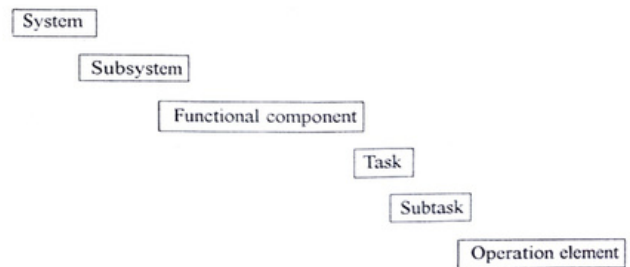 System
Subsystem
Functional component
Task
Subtask
Operation element